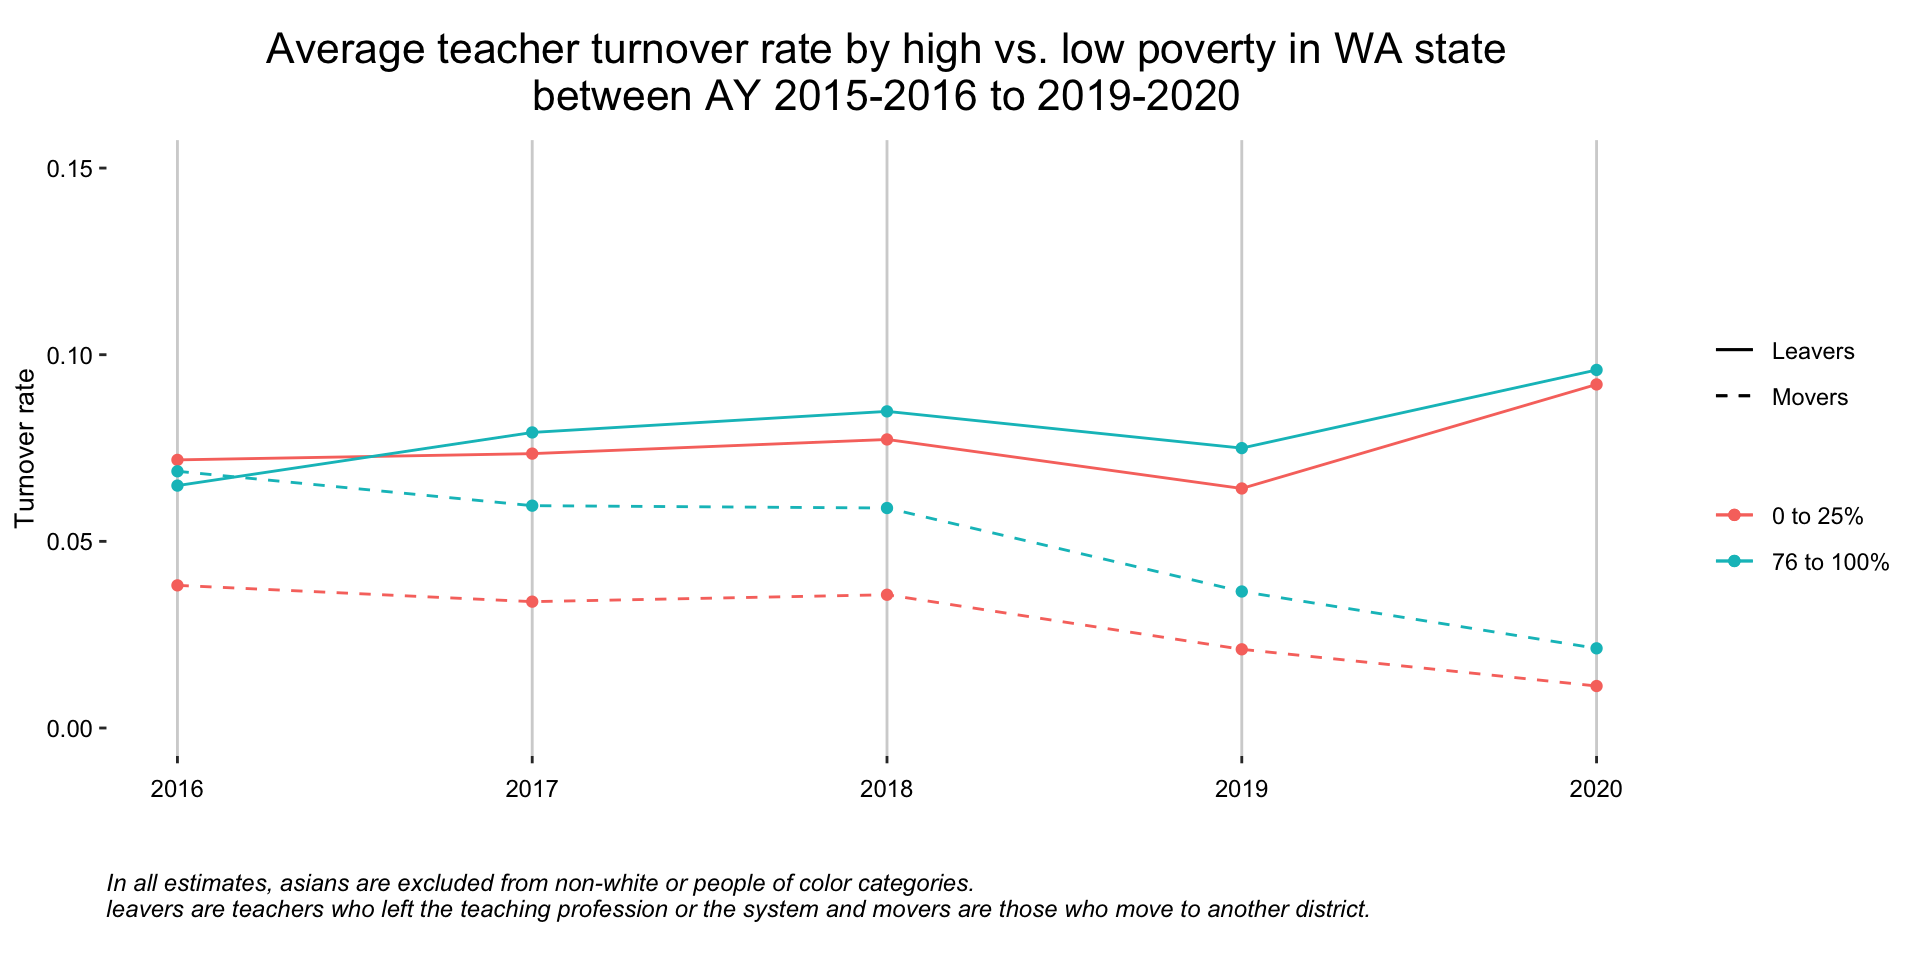 Average teacher turnover rate by high vs. low poverty in WA state
between AY 2015-2016 to 2019-2020
Turnover rate
0.15
0.10
0.05
0.00
2016 2017 2018 2019 2020
Leavers
Movers
0 to 25%
76 to 100%
In all estimates, asians are excluded from non-white or people of color categories.
leavers are teachers who left the teaching profession or the system and movers are those who move to another district.